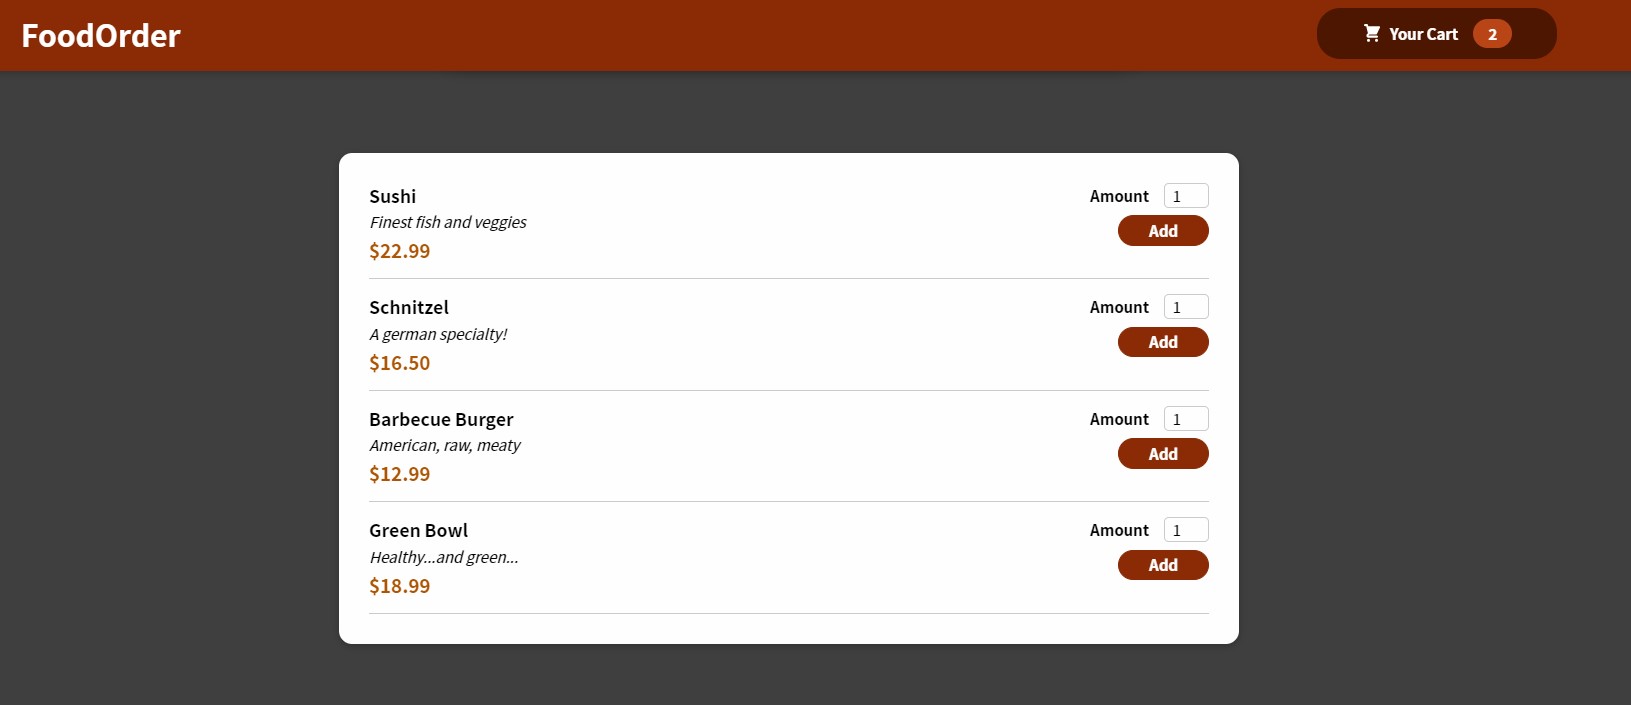 FoodOrder
Your Cart 2
Sushi
Finest fish and veggies
$22.99
Amount 1
Add
Schnitzel
A german specialty!
$16.50
Amount 1
Add
Barbecue Burger
American, raw, meaty
$12.99
Amount 1
Add
Green Bowl
Healthy...and green...
$18.99
Amount 1
Add